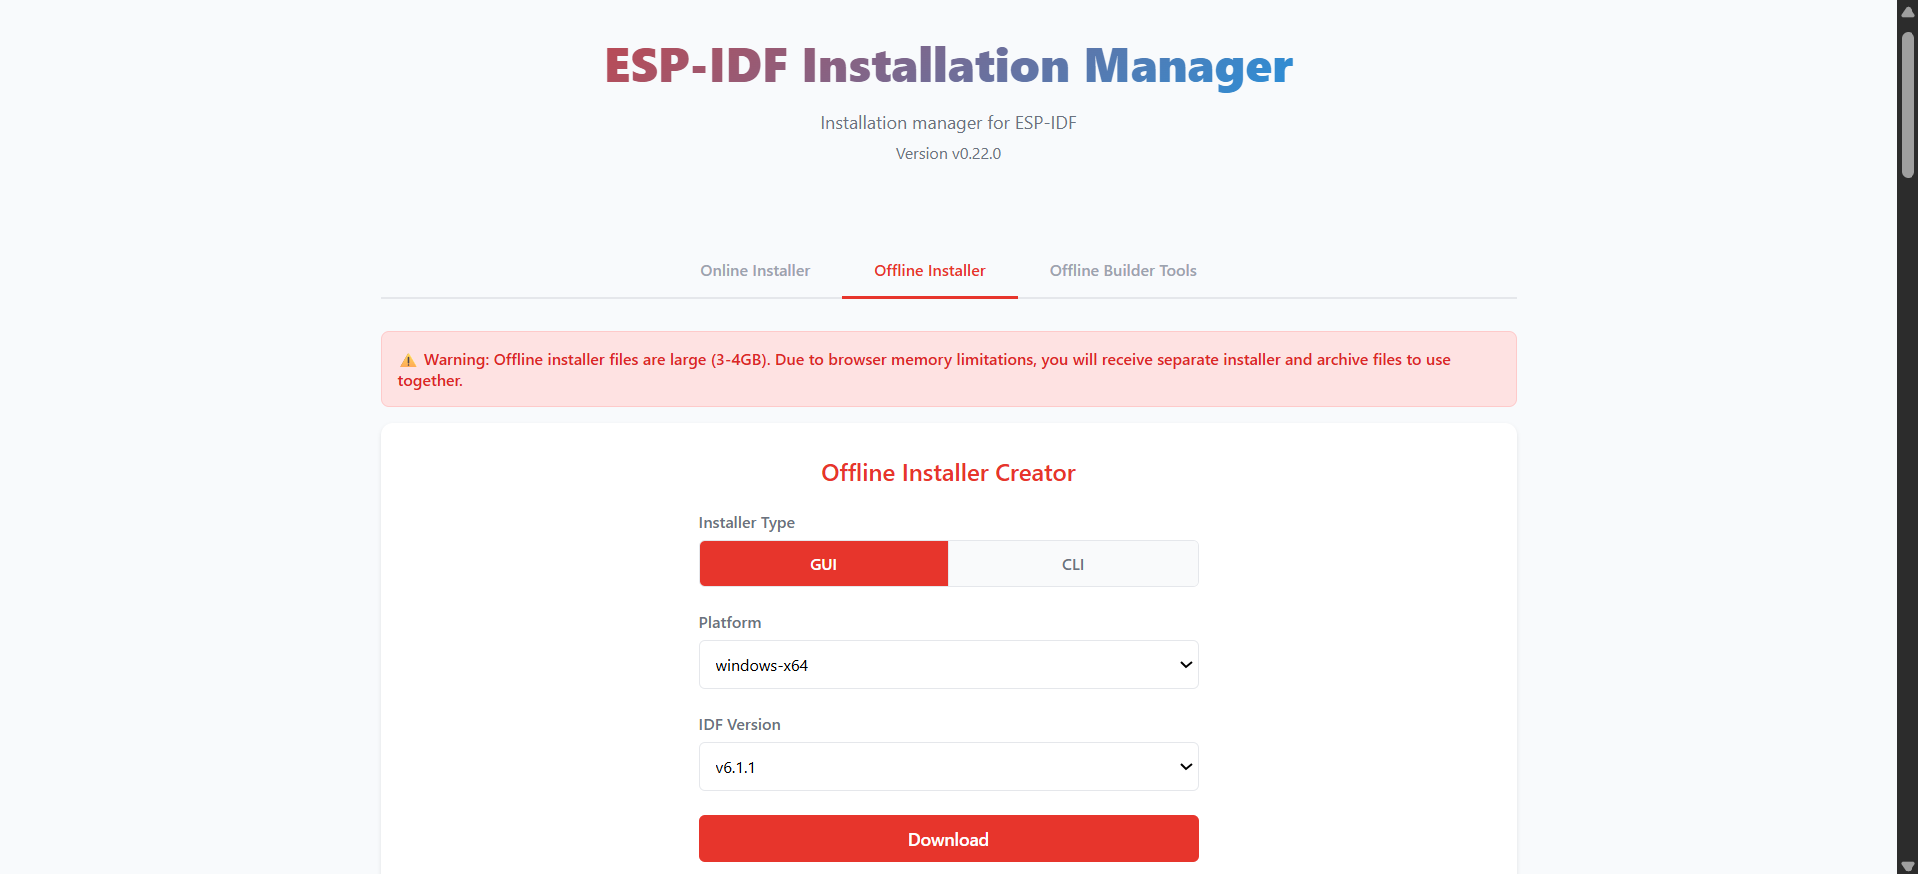 ESP-IDF Installation Manager
Installation manager for ESP-IDF
Version v0.22.0
Online Installer
Offline Installer
Offline Builder Tools
⚠️ Warning: Offline installer files are large (3-4GB). Due to browser memory limitations, you will receive separate installer and archive files to use
together.
Offline Installer Creator
Installer Type
GUI
CLI
Platform
windows-x64
IDF Version
v6.1.1
Download